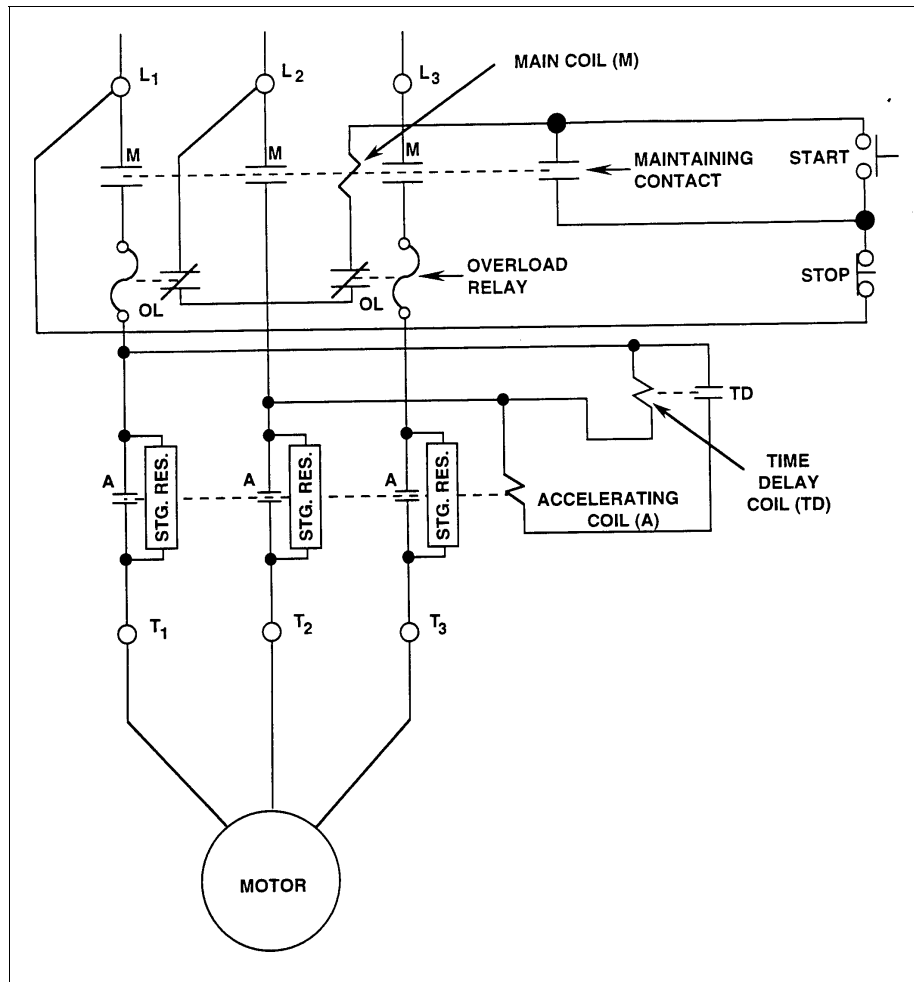 L1
L2
L3
MAIN COIL (M)
M
M
M
MAINTAINING
CONTACT
START
STOP
OVERLOAD
RELAY
OL
OL
TD
TIME
DELAY
COIL (TD)
A
STG. RES.
A
STG. RES.
A
STG. RES.
ACCELERATING
COIL (A)
T1
T2
T3
MOTOR